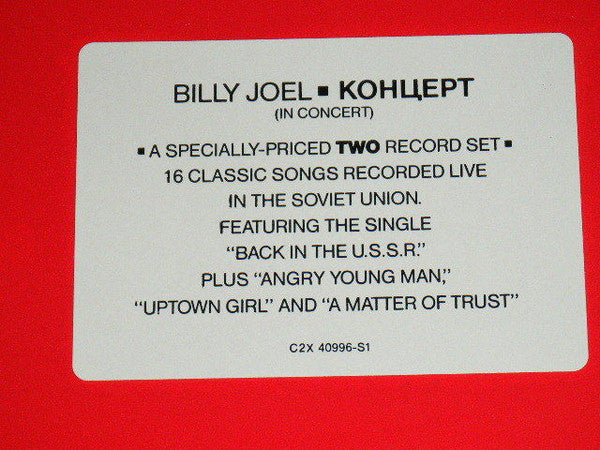 BILLY JOEL ▪ КОНЦЕРТ
(IN CONCERT)
▪ A SPECIALLY-PRICED TWO RECORD SET ▪
16 CLASSIC SONGS RECORDED LIVE
IN THE SOVIET UNION.
FEATURING THE SINGLE
“BACK IN THE U.S.S.R.”
PLUS “ANGRY YOUNG MAN,”
“UPTOWN GIRL” AND “A MATTER OF TRUST”
C2X 40996-S1